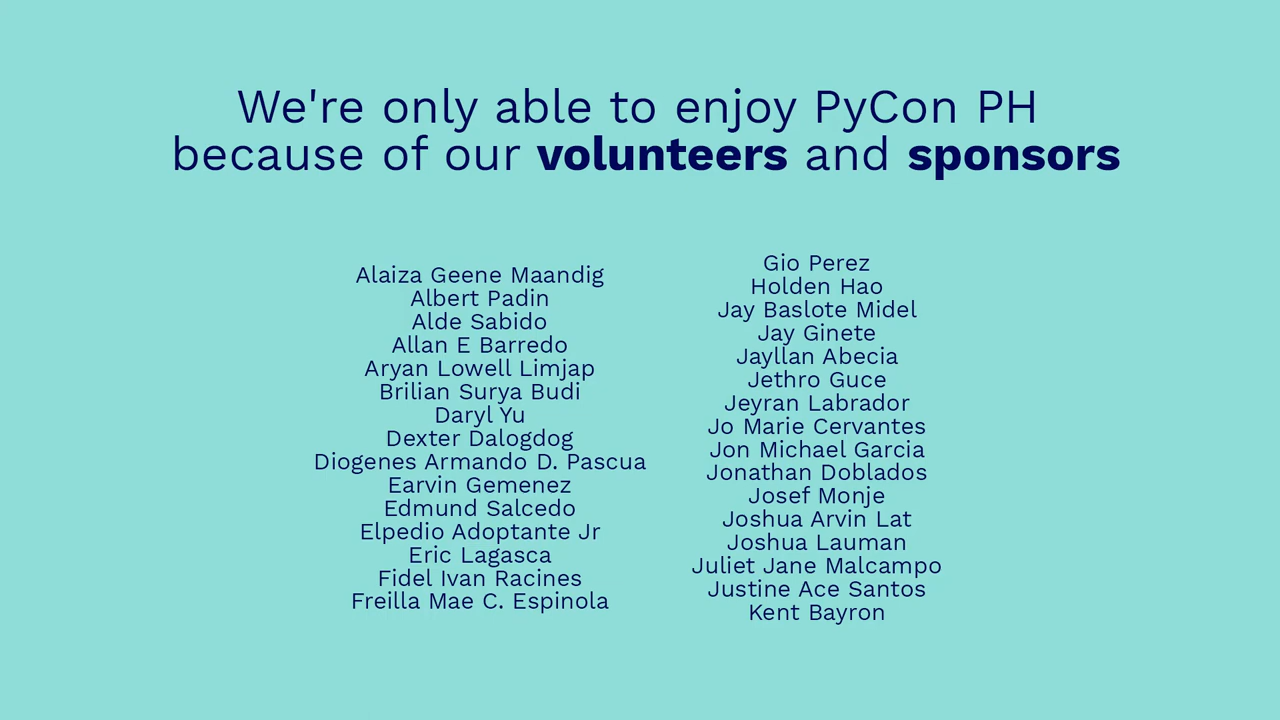 We're only able to enjoy PyCon PH
because of our volunteers and sponsors
Alaiza Geene Maandig
Albert Padin
Alde Sabido
Allan E Barredo
Aryan Lowell Limjap
Brilian Surya Budi
Daryl Yu
Dexter Dalogdog
Diogenes Armando D. Pascua
Earvin Gemenez
Edmund Salcedo
Elpedio Adoptante Jr
Eric Lagasca
Fidel Ivan Racines
Freilla Mae C. Espinola
Gio Perez
Holden Hao
Jay Baslote Midel
Jay Ginete
Jayllan Abecia
Jethro Guce
Jeyran Labrador
Jo Marie Cervantes
Jon Michael Garcia
Jonathan Doblados
Josef Monje
Joshua Arvin Lat
Joshua Lauman
Juliet Jane Malcampo
Justine Ace Santos
Kent Bayron